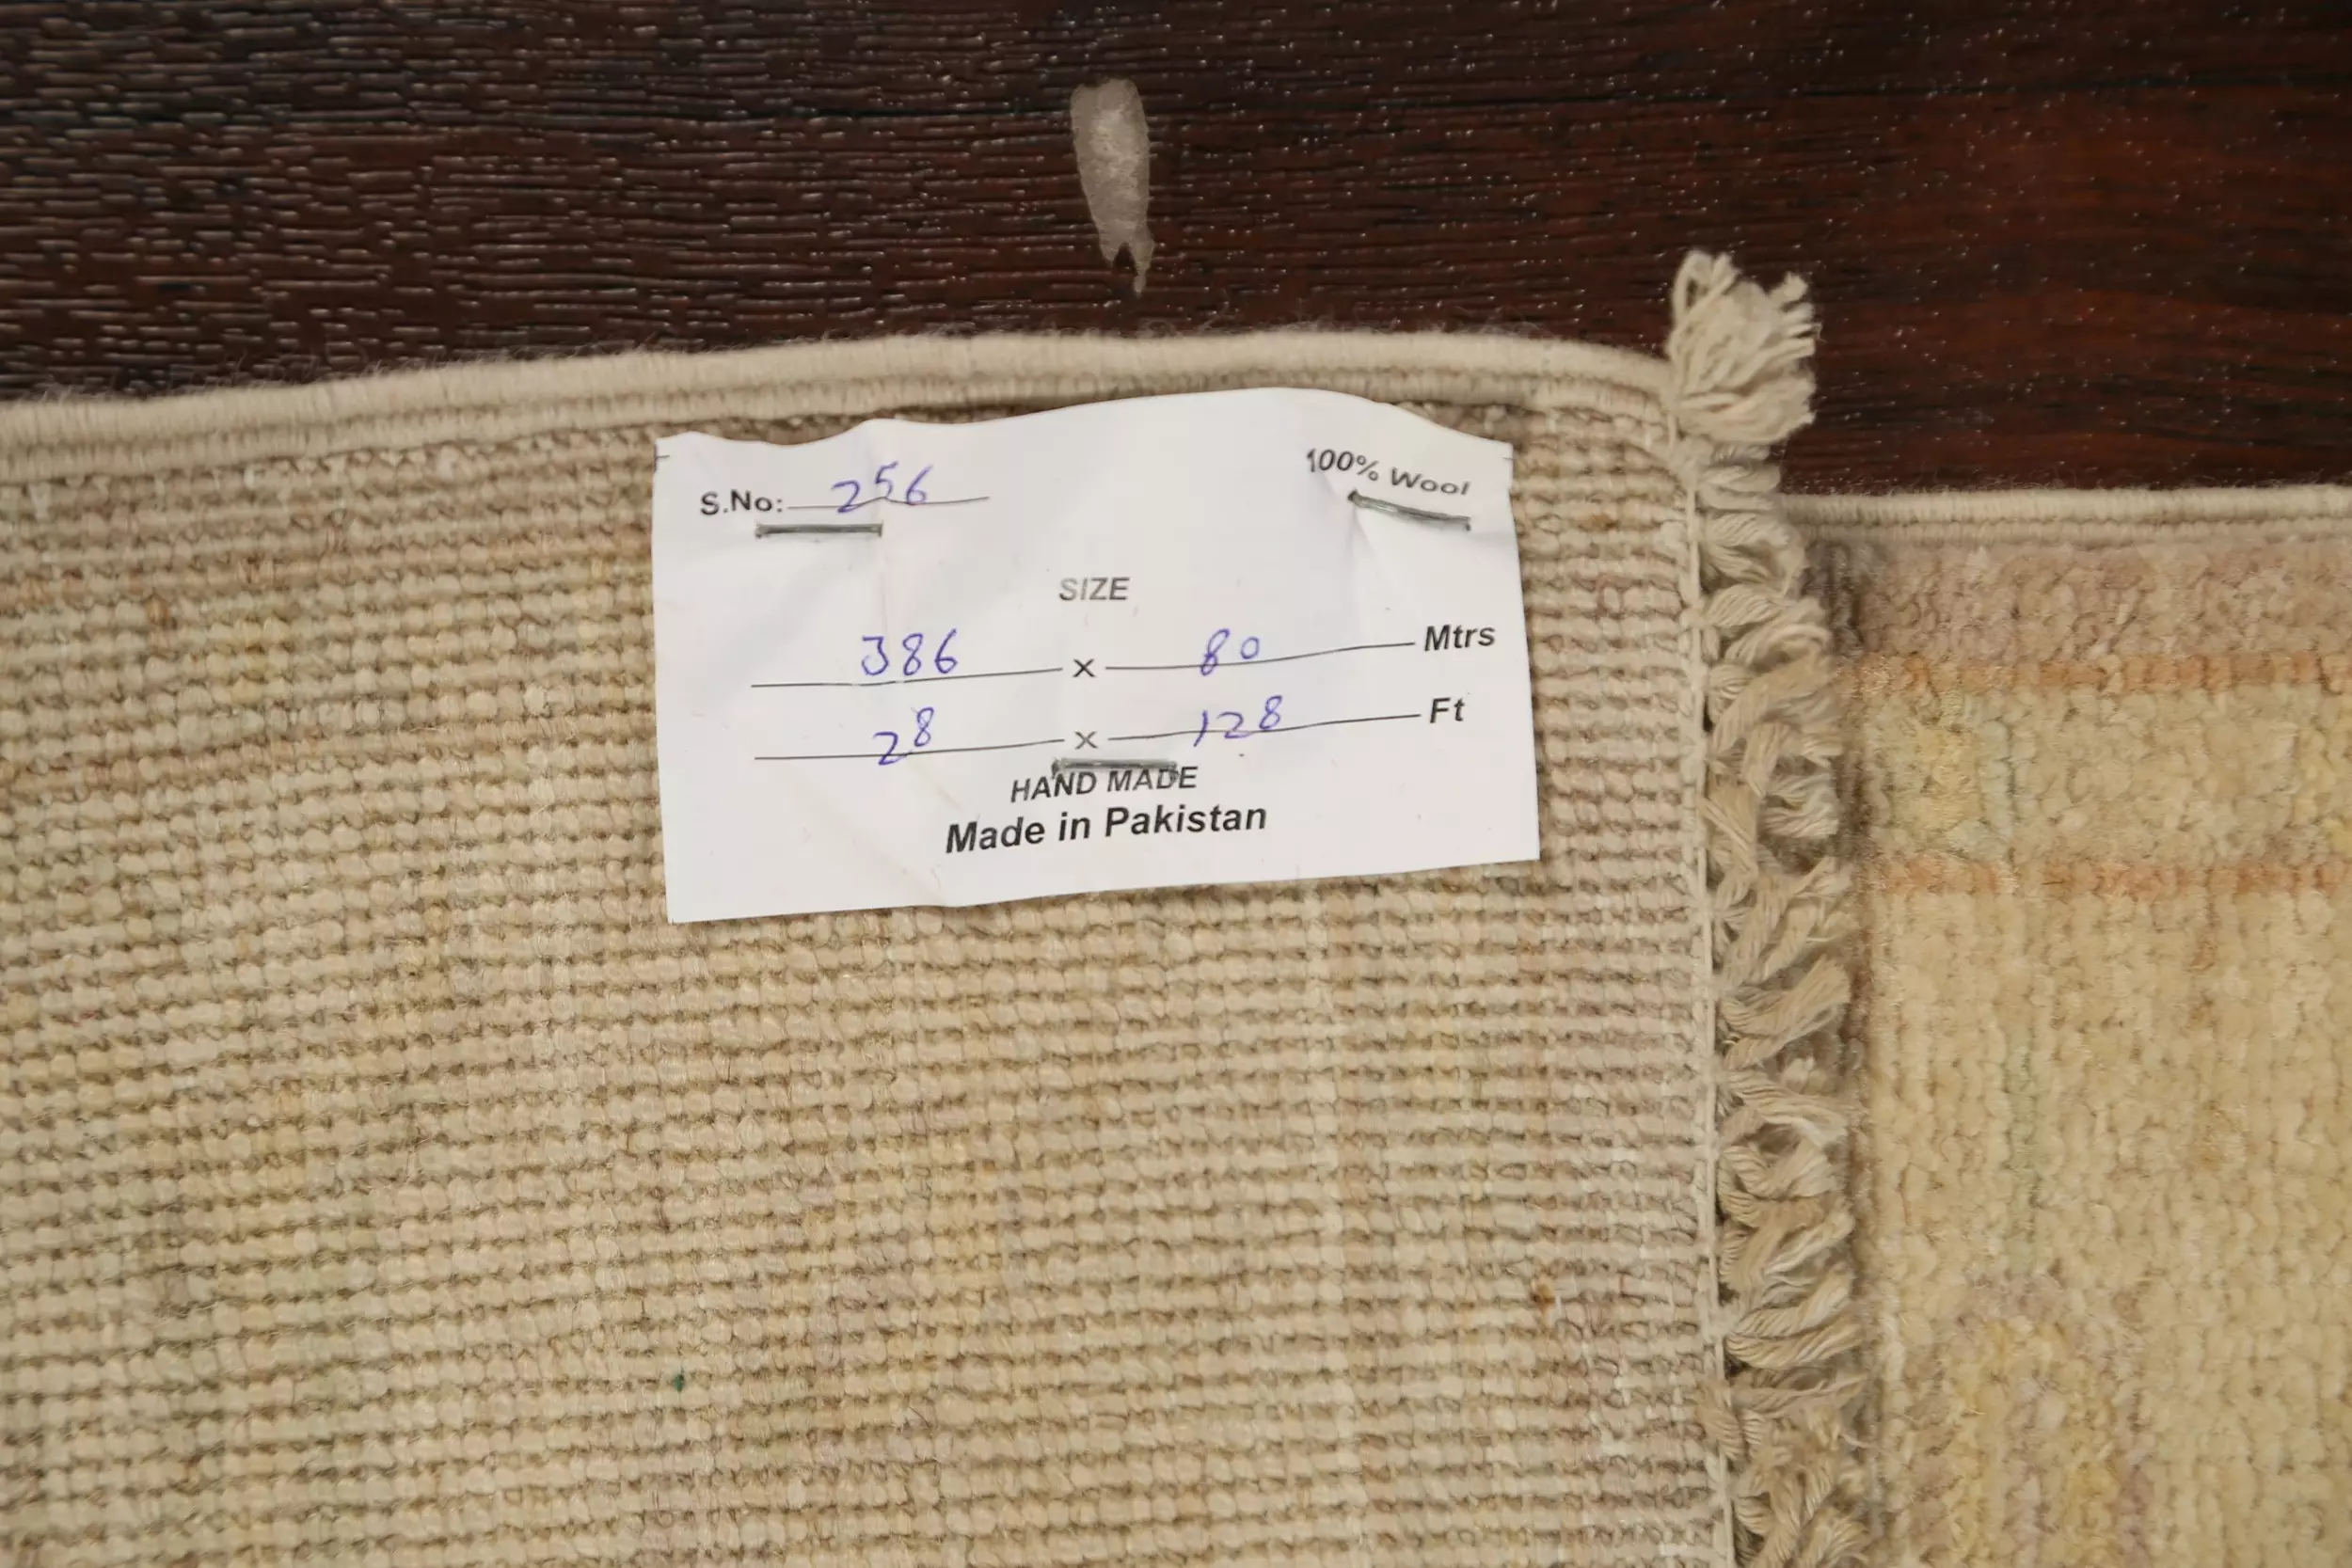 S.No: 256
100% Wool
SIZE
386 x 80 Mtrs
28 x 128 Ft
HAND MADE
Made in Pakistan